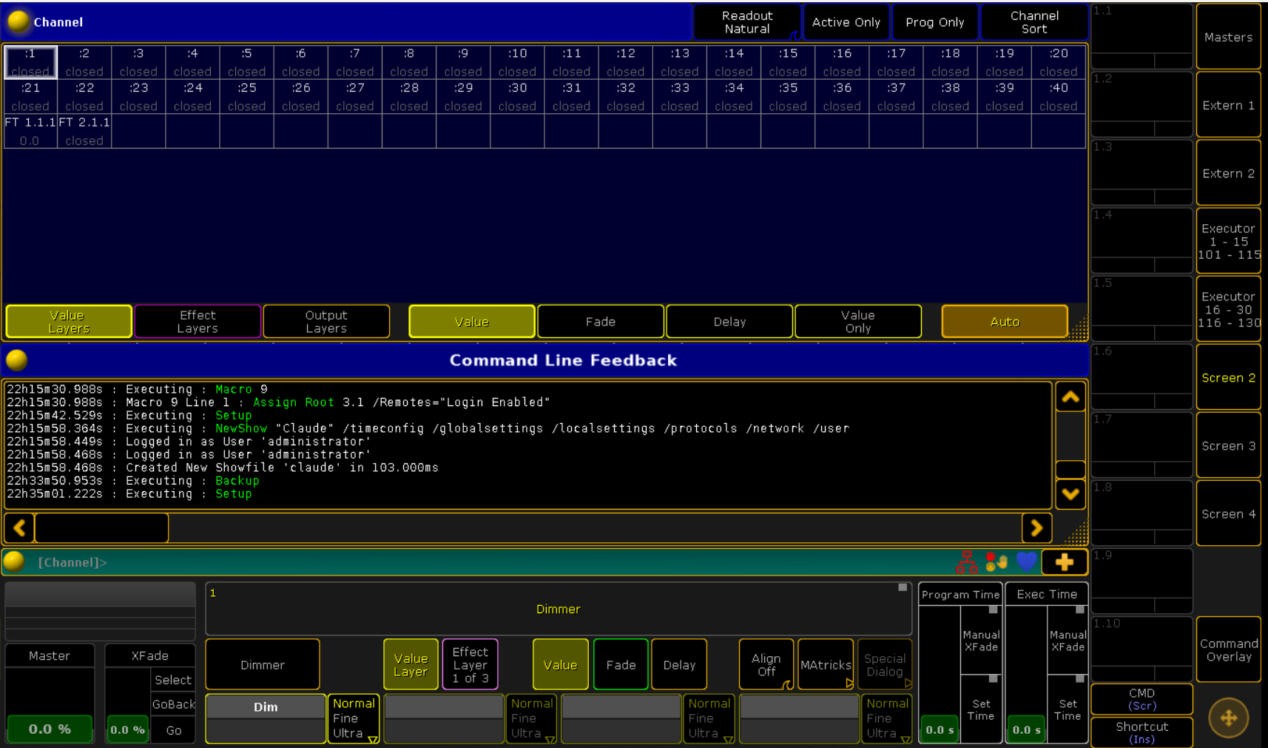 Channel
Readout Natural
Active Only
Prog Only
Channel Sort
:1 :2 :3 :4 :5 :6 :7 :8 :9 :10 :11 :12 :13 :14 :15 :16 :17 :18 :19 :20
closed closed closed closed closed closed closed closed closed closed closed closed closed closed closed closed closed closed closed closed
:21 :22 :23 :24 :25 :26 :27 :28 :29 :30 :31 :32 :33 :34 :35 :36 :37 :38 :39 :40
closed closed closed closed closed closed closed closed closed closed closed closed closed closed closed closed closed closed closed closed
FT 1.1.1 FT 2.1.1
0.0 closed
Value Layers
Effect Layers
Output Layers
Value
Fade
Delay
Value Only
Auto
Command Line Feedback
22h15m30.988s : Executing : Macro 9
22h15m30.988s : Macro 9 Line 1 : Assign Root 3.1 /Remotes="Login Enabled"
22h15m42.529s : Executing : Setup
22h15m58.364s : Executing : NewShow "Claude" /timeconfig /globalsettings /localsettings /protocols /network /user
22h15m58.449s : Logged in as User 'administrator'
22h15m58.468s : Logged in as User 'administrator'
22h15m58.468s : Created New Showfile 'claude' in 103.000ms
22h33m50.953s : Executing : Backup
22h35m01.222s : Executing : Setup
[Channel]>
1
Dimmer
Master
XFade
Select
GoBack
Go
0.0 %
0.0 %
Dimmer
Value Layer
Effect Layer 1 of 3
Value
Fade
Delay
Align Off
MAtricks
Special Dialog
Dim
Normal Fine Ultra
Normal Fine Ultra
Normal Fine Ultra
Normal Fine Ultra
Program Time
Manual XFade
Set Time
0.0 s
Exec Time
Manual XFade
Set Time
0.0 s
1.1
1.2
1.3
1.4
1.5
1.6
1.7
1.8
1.9
1.10
CMD (Scr)
Shortcut (Ins)
Masters
Extern 1
Extern 2
Executor
1 - 15
101 - 115
Executor
16 - 30
116 - 130
Screen 2
Screen 3
Screen 4
Command Overlay